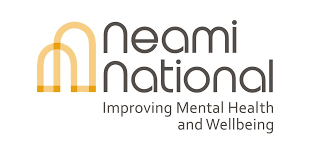 Neami
National
Improving Mental Health
and Wellbeing